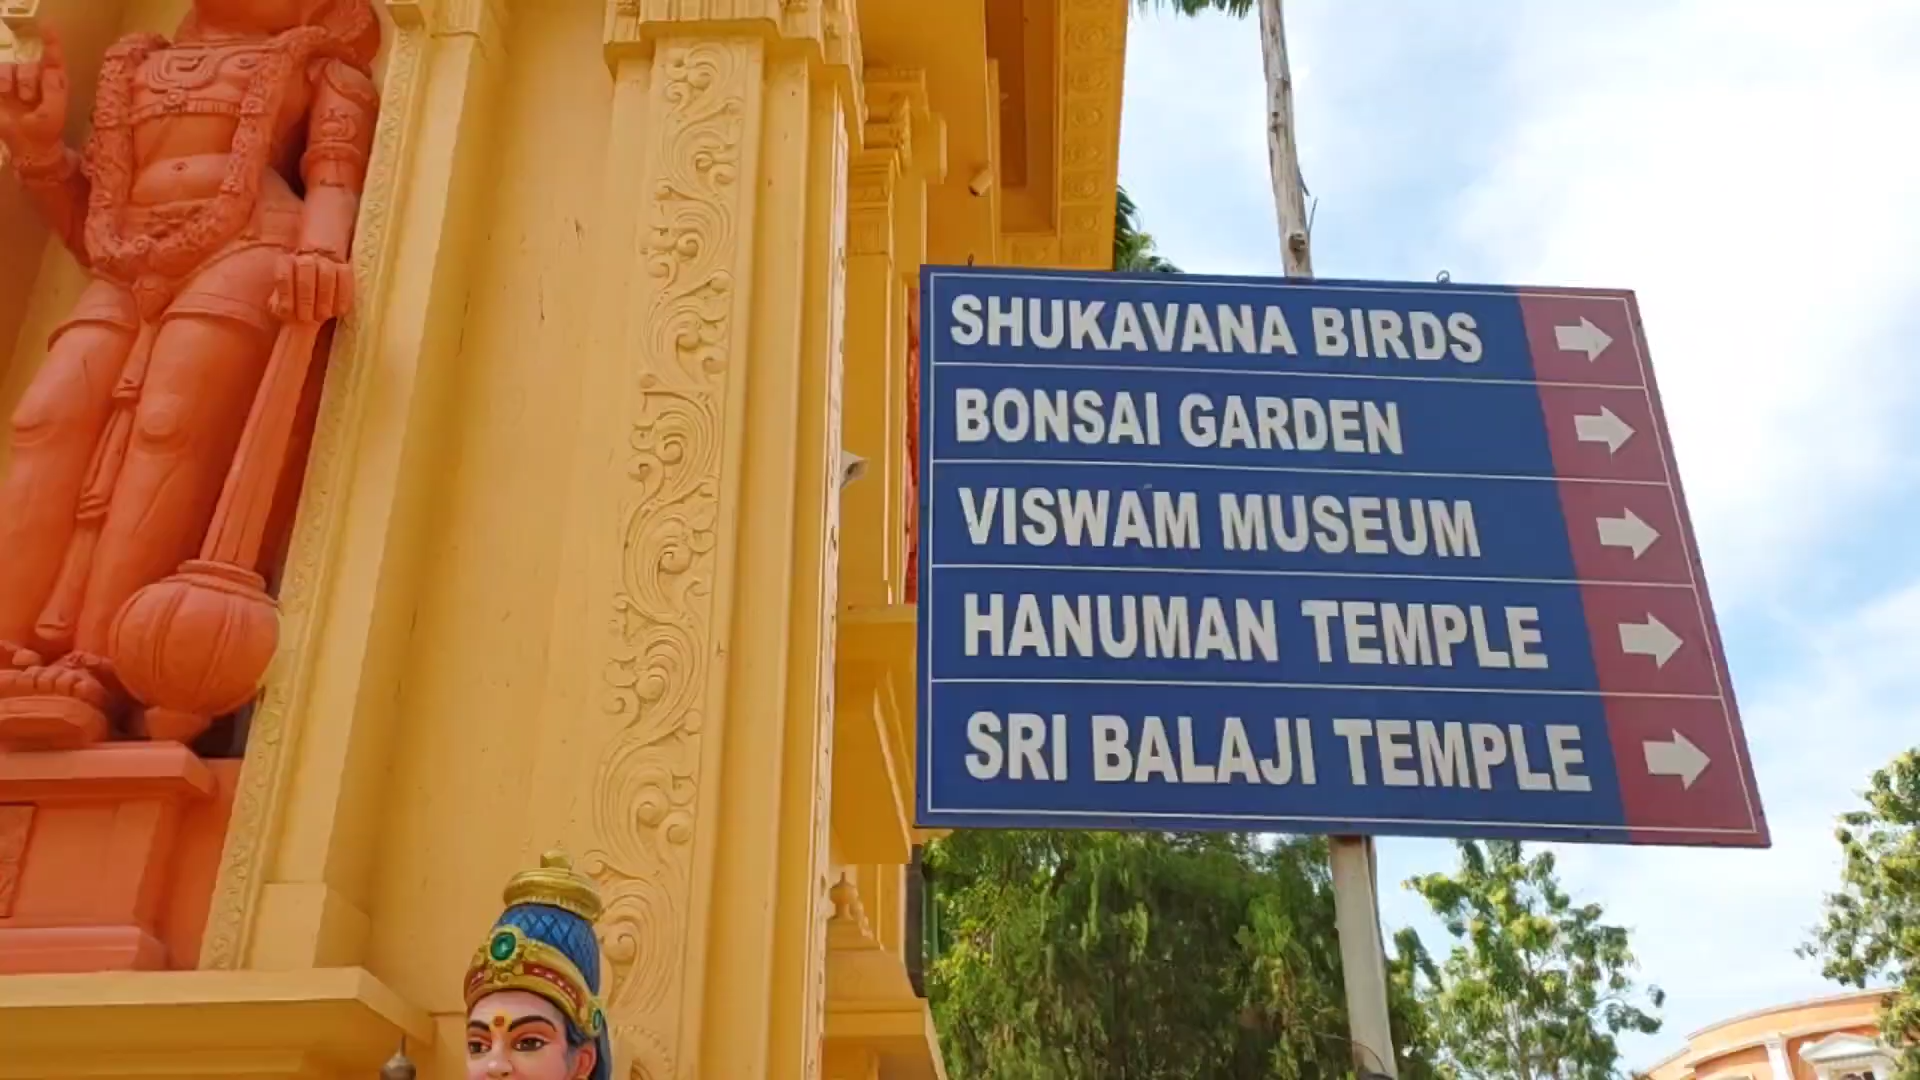 SHUKAVANA BIRDS
BONSAI GARDEN
VISWAM MUSEUM
HANUMAN TEMPLE
SRI BALAJI TEMPLE